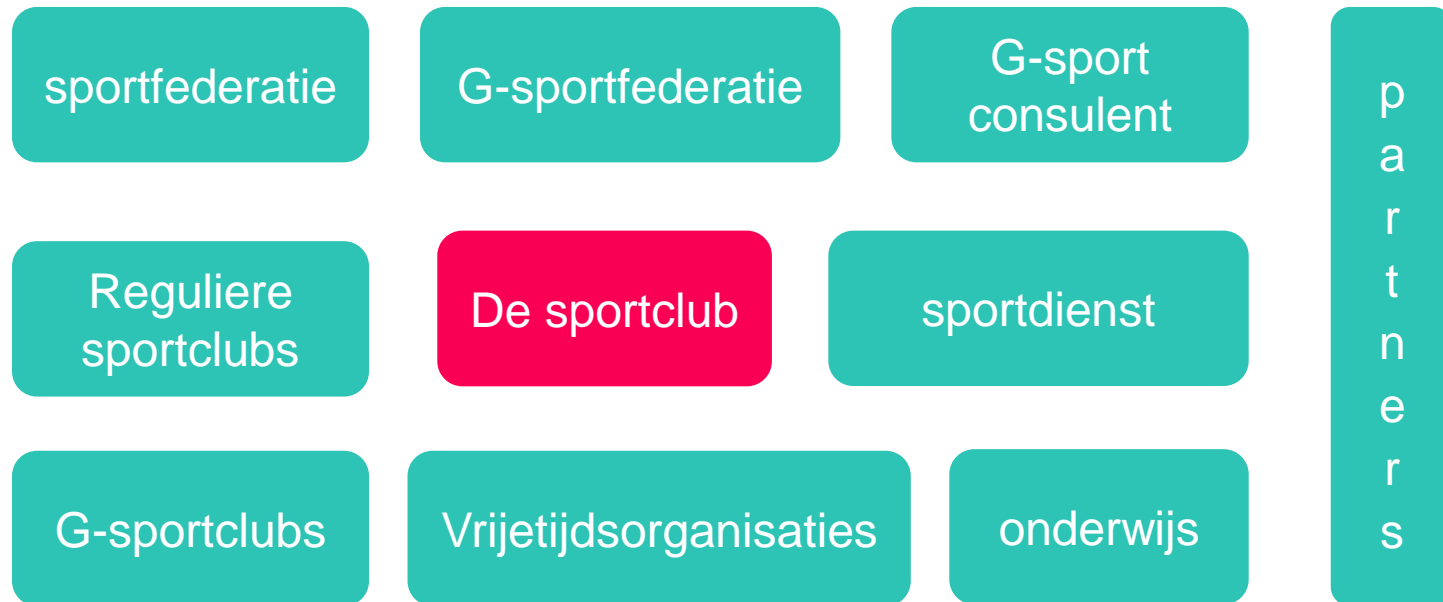 sportfederatie
G-sportfederatie
G-sport
consulent
Reguliere
sportclubs
De sportclub
sportdienst
G-sportclubs
Vrijetijdsorganisaties
onderwijs
p
a
r
t
n
e
r
s